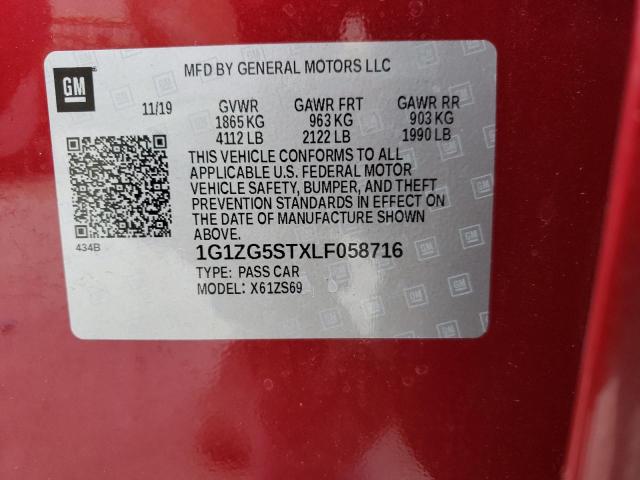 GM
MFD BY GENERAL MOTORS LLC
11/19 GVWR GAWR FRT GAWR RR
1865 KG 963 KG 903 KG
4112 LB 2122 LB 1990 LB
THIS VEHICLE CONFORMS TO ALL
APPLICABLE U.S. FEDERAL MOTOR
VEHICLE SAFETY, BUMPER, AND THEFT
PREVENTION STANDARDS IN EFFECT ON
THE DATE OF MANUFACTURE SHOWN
ABOVE.
434B
1G1ZG5STXLF058716
TYPE: PASS CAR
MODEL: X61ZS69